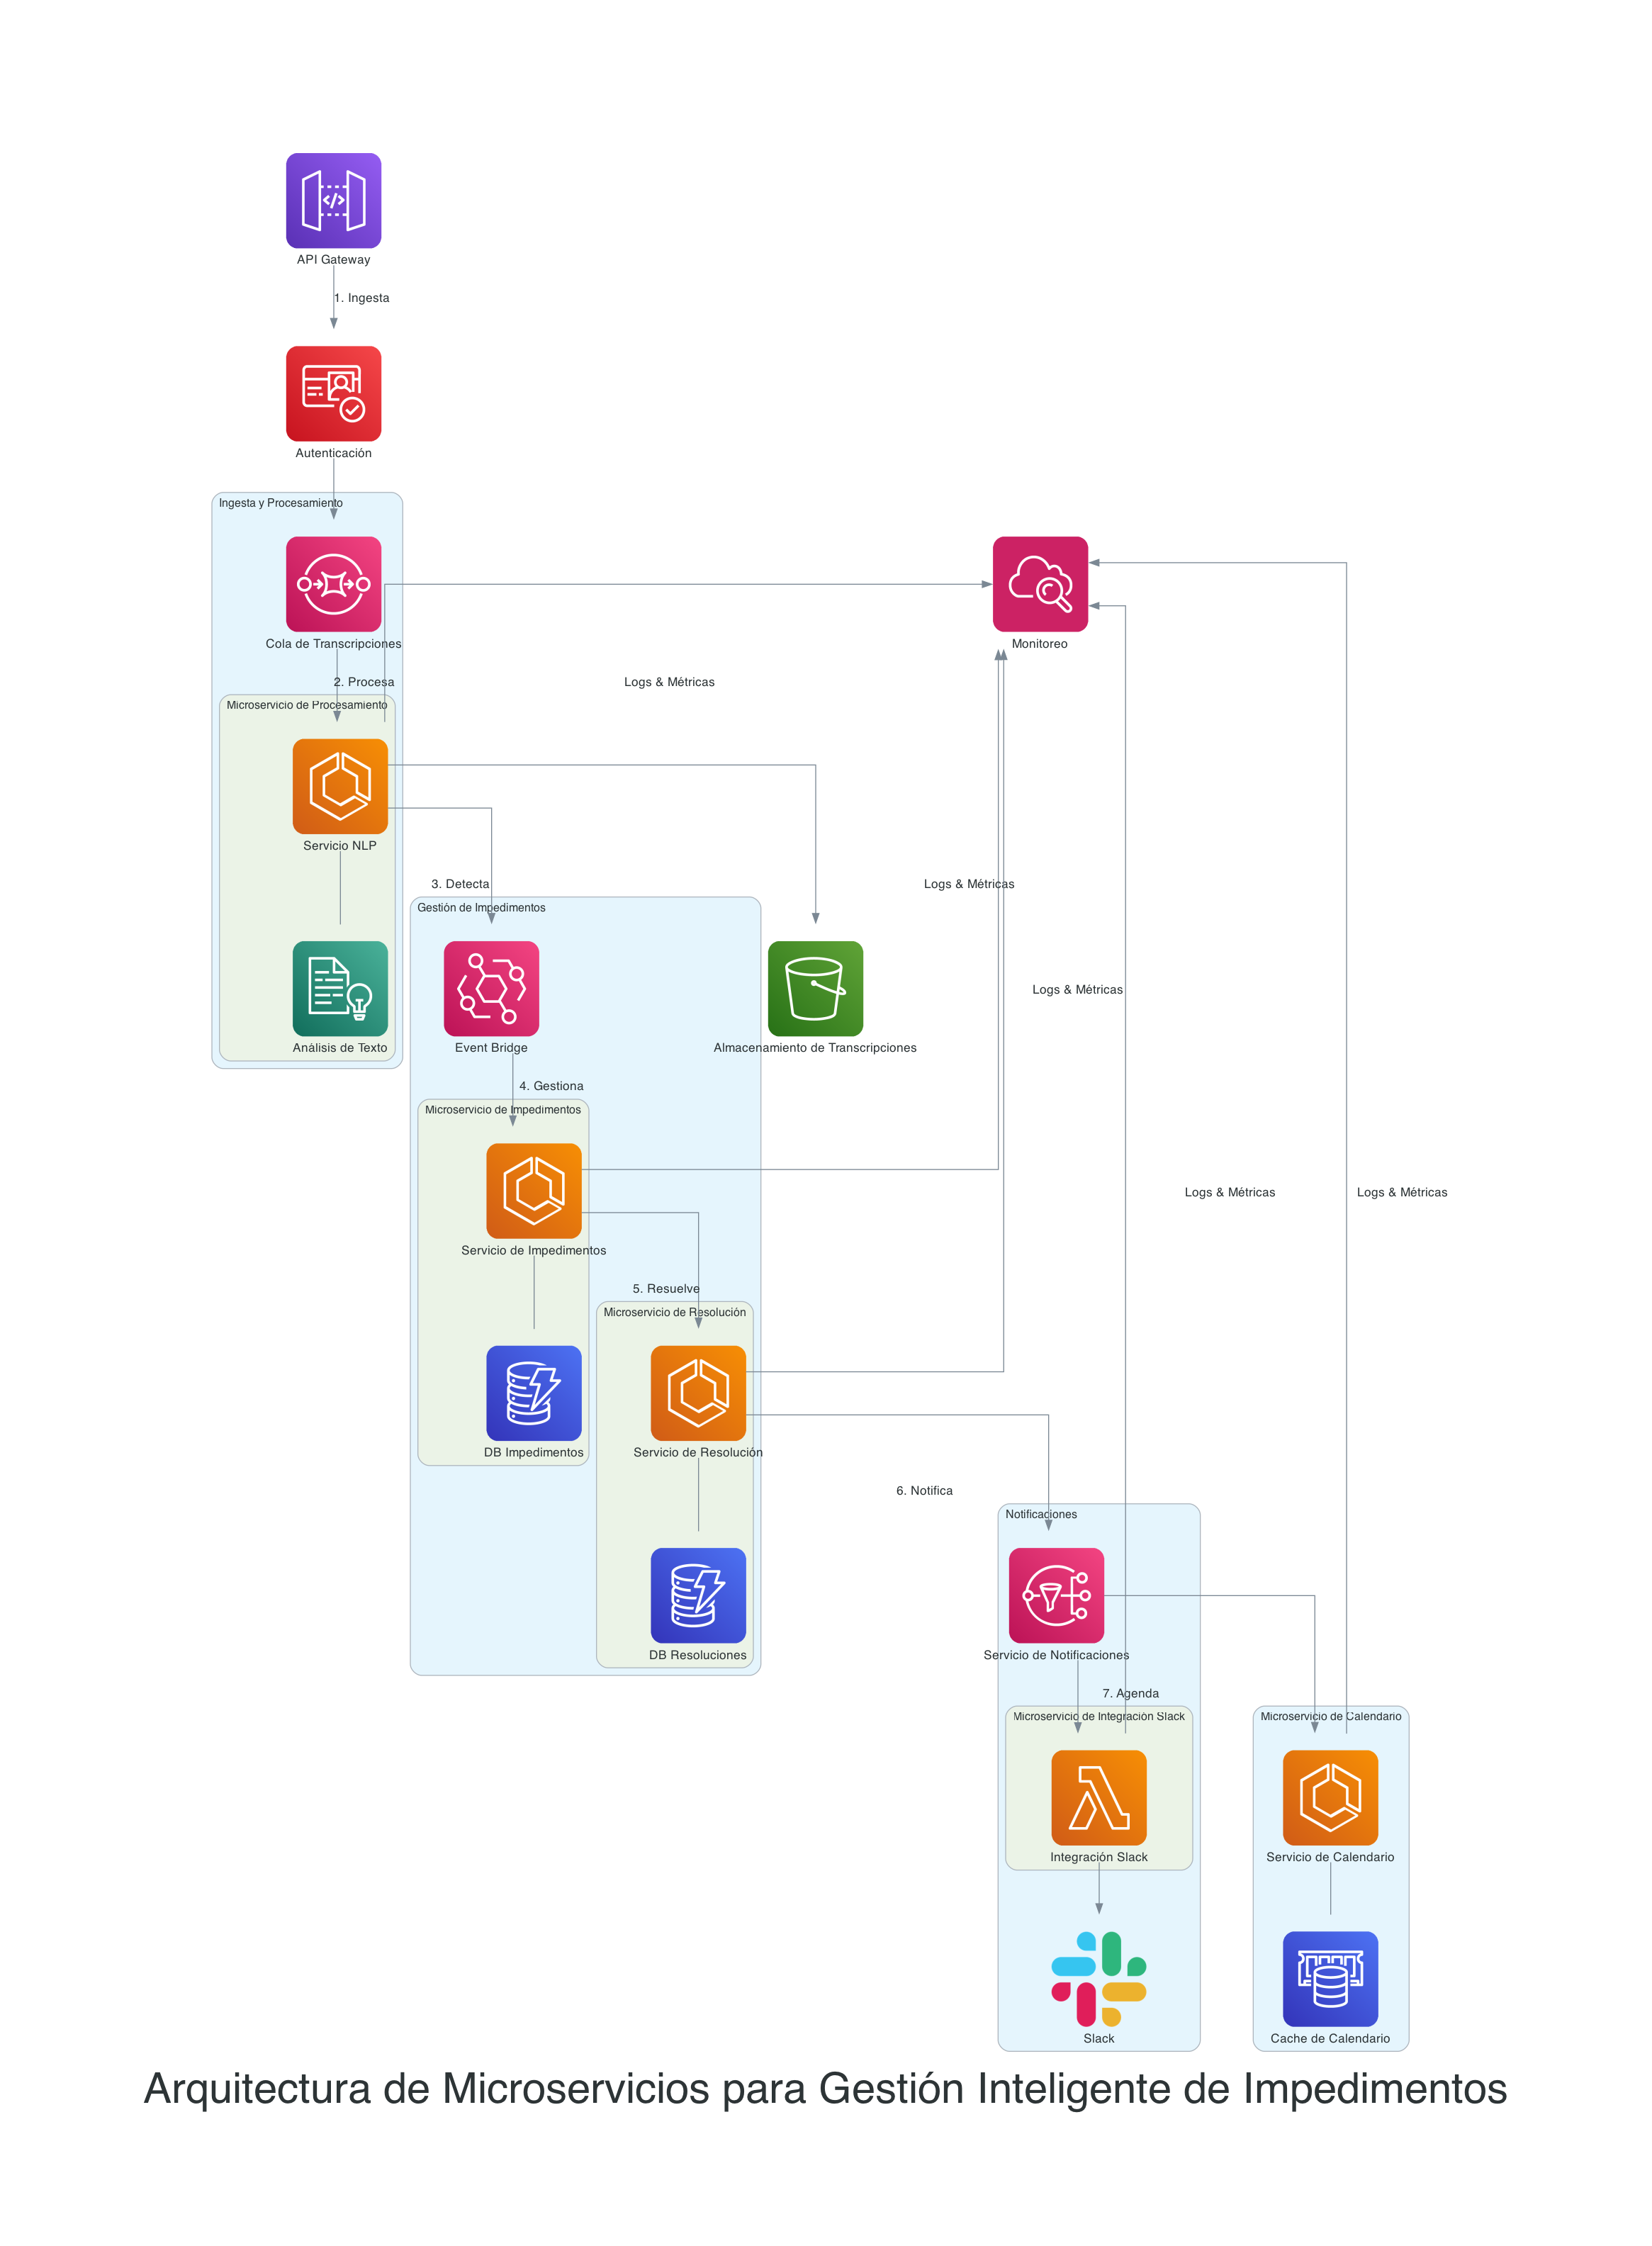 API Gateway
1. Ingesta
Autenticación
Ingesta y Procesamiento
Cola de Transcripciones
Monitoreo
2. Procesa
Logs & Métricas
Microservicio de Procesamiento
Servicio NLP
3. Detecta
Logs & Métricas
Gestión de Impedimentos
Logs & Métricas
Análisis de Texto
Event Bridge
Almacenamiento de Transcripciones
4. Gestiona
Microservicio de Impedimentos
Logs & Métricas
Logs & Métricas
Servicio de Impedimentos
5. Resuelve
Microservicio de Resolución
DB Impedimentos
Servicio de Resolución
6. Notifica
Notificaciones
DB Resoluciones
Servicio de Notificaciones
7. Agenda
Microservicio de Integración Slack
Microservicio de Calendario
Integración Slack
Servicio de Calendario
Slack
Cache de Calendario
Arquitectura de Microservicios para Gestión Inteligente de Impedimentos